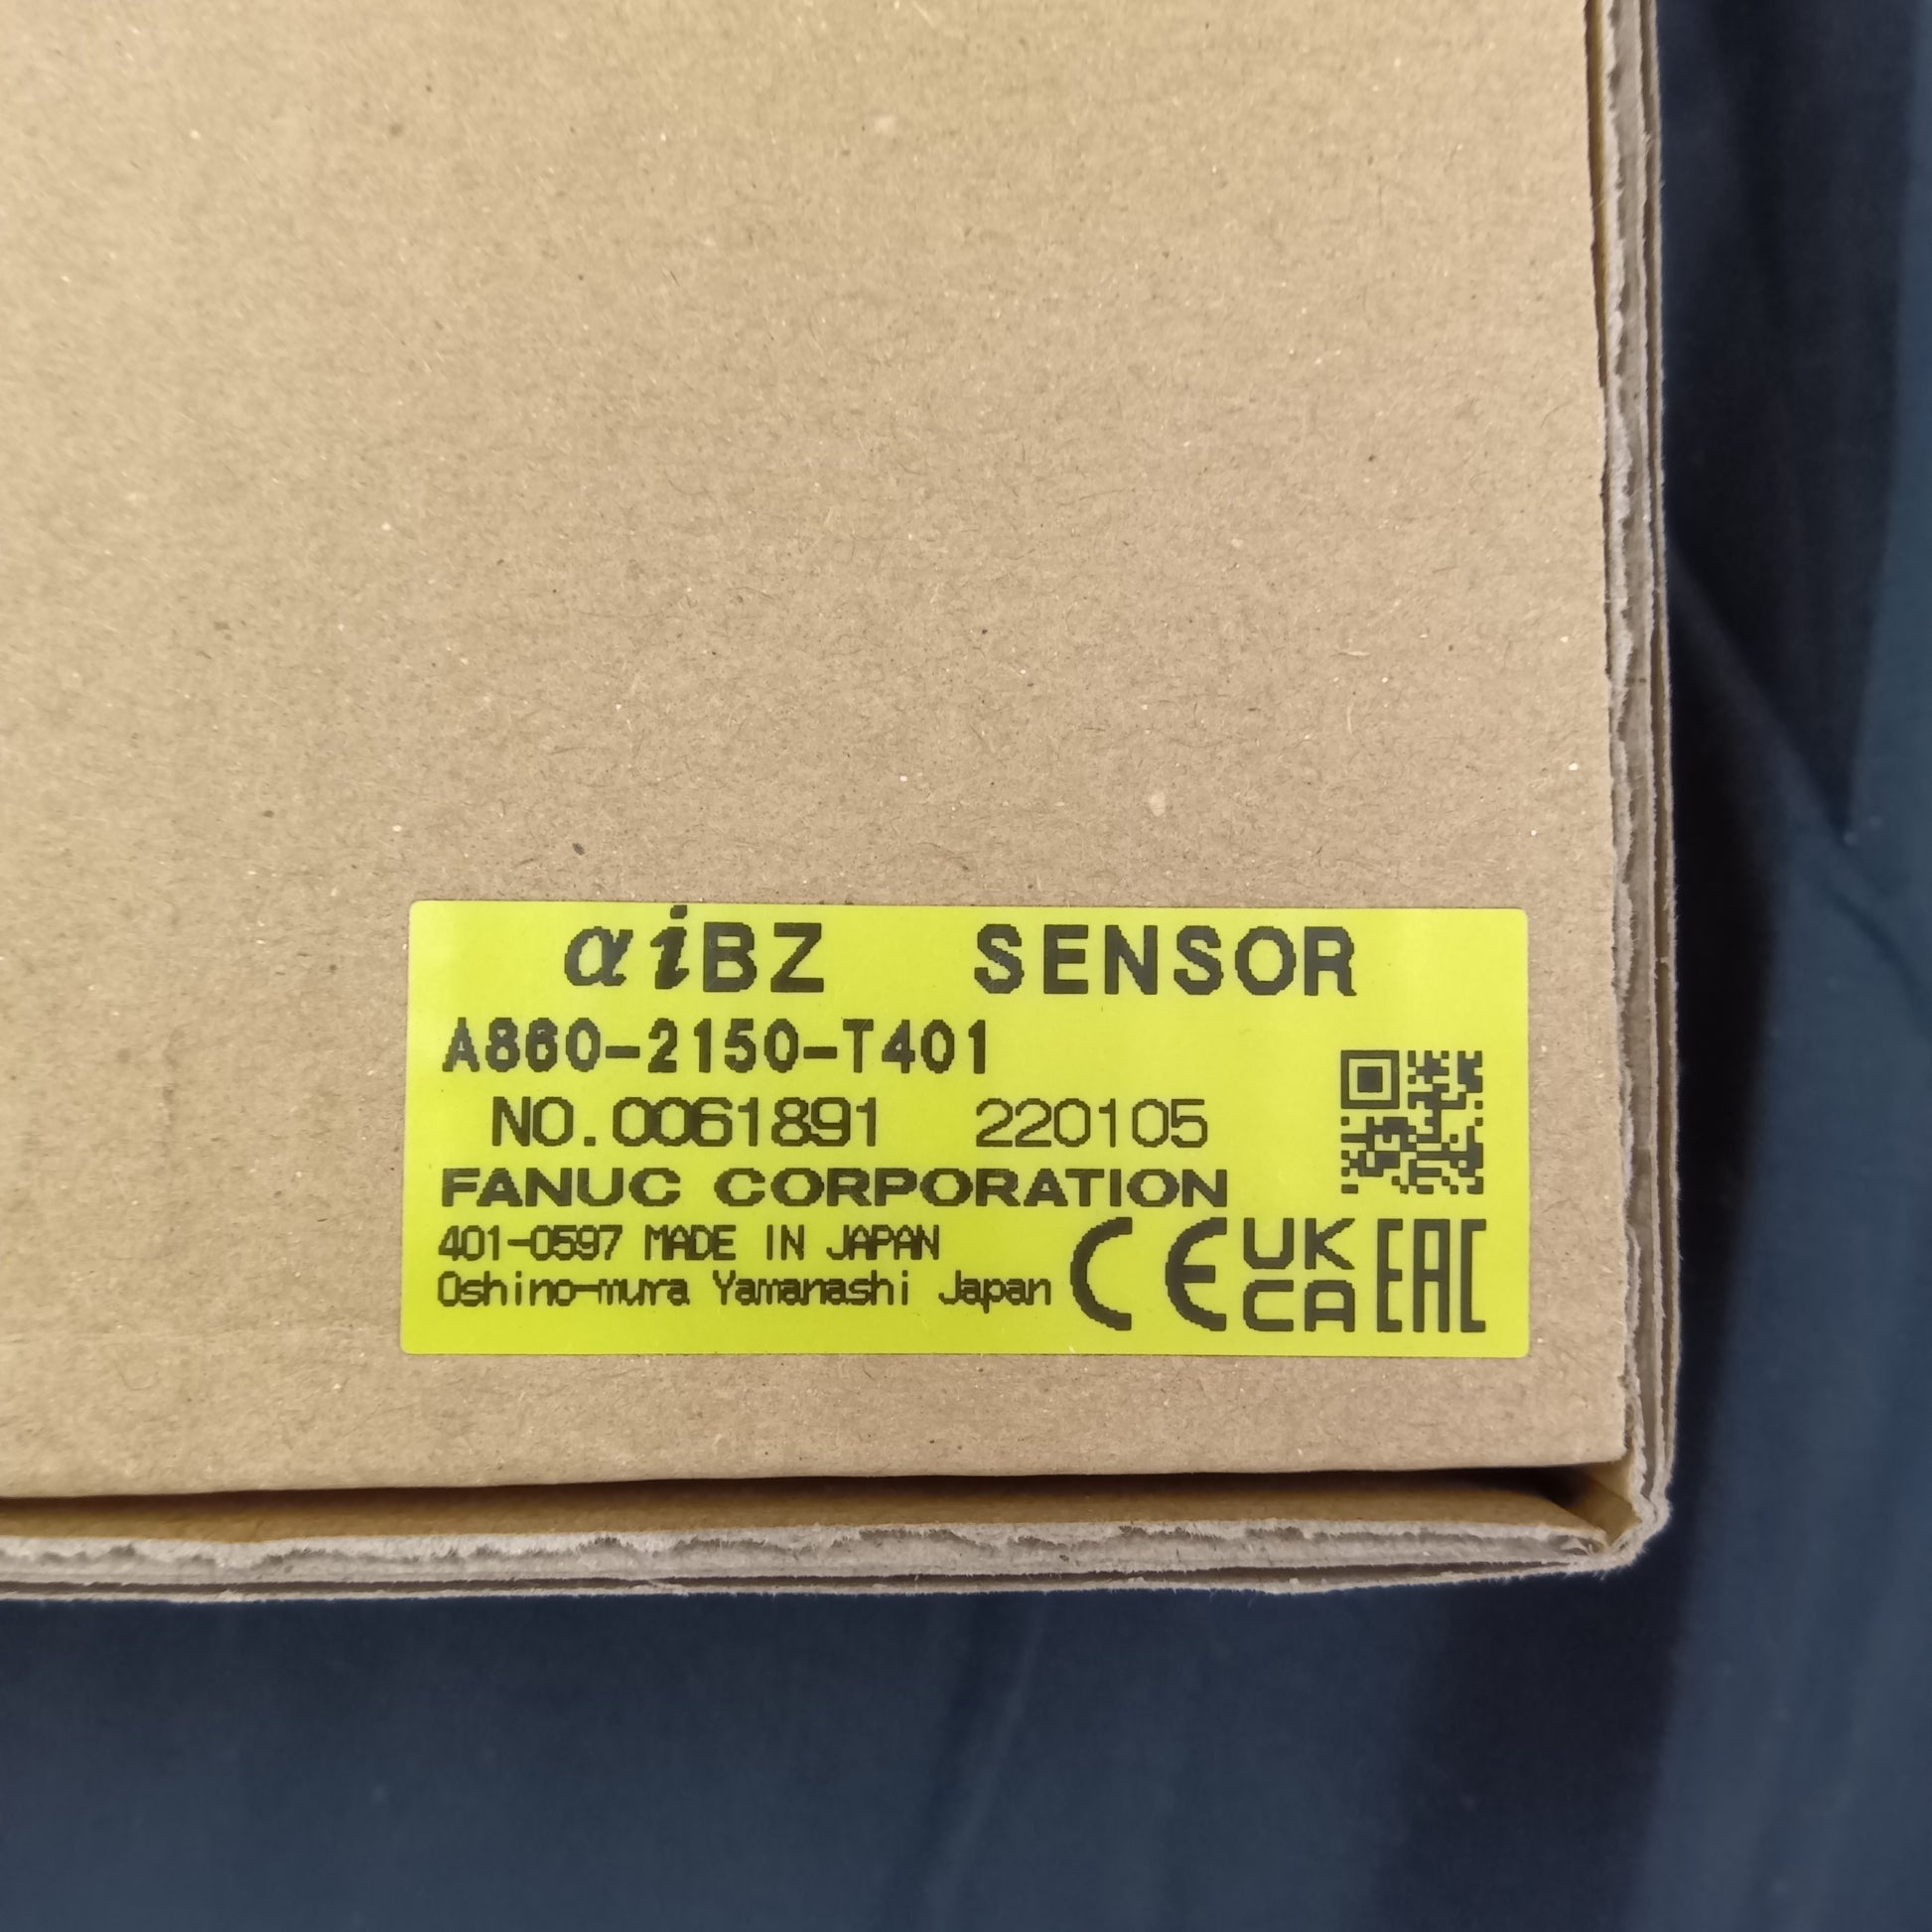 αiBZ SENSOR
A860-2150-T401
NO.0061891 220105
FANUC CORPORATION
401-0597 MADE IN JAPAN
Oshino-mura Yamanashi Japan
CE UK CA EAC